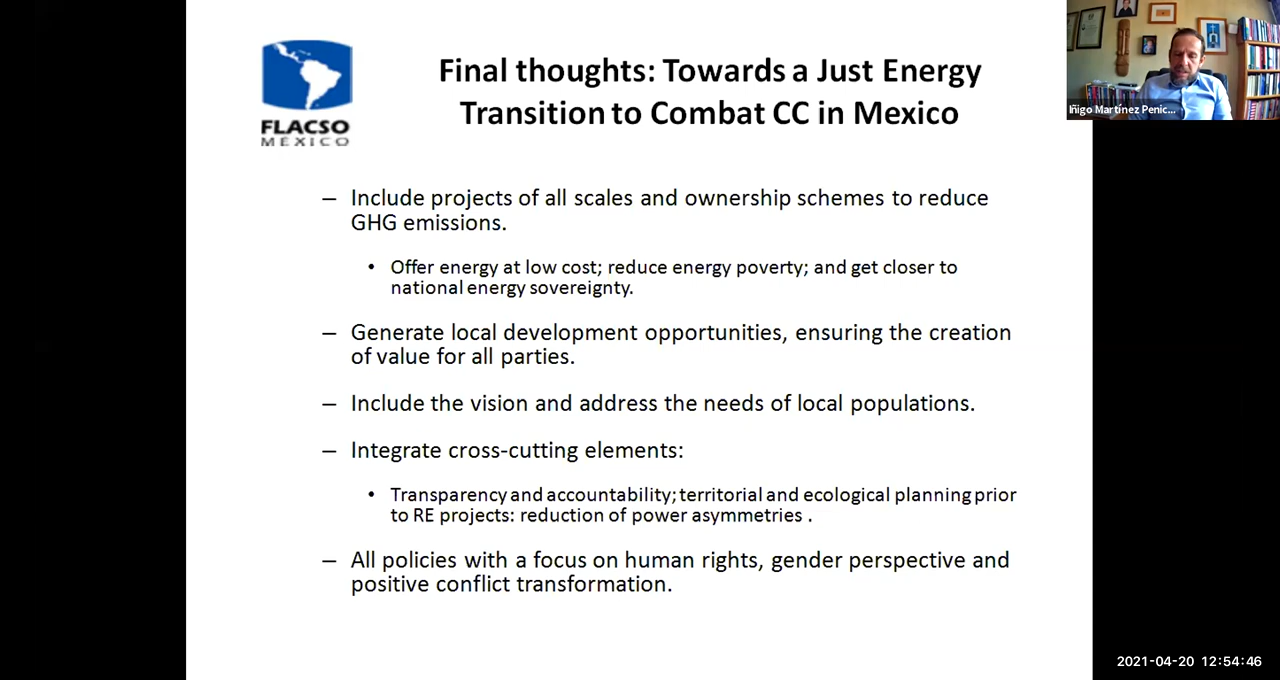 FLACSO
MEXICO
Final thoughts: Towards a Just Energy
Transition to Combat CC in Mexico
– Include projects of all scales and ownership schemes to reduce
GHG emissions.
• Offer energy at low cost; reduce energy poverty; and get closer to
national energy sovereignty.
– Generate local development opportunities, ensuring the creation
of value for all parties.
– Include the vision and address the needs of local populations.
– Integrate cross-cutting elements:
• Transparency and accountability; territorial and ecological planning prior
to RE projects: reduction of power asymmetries .
– All policies with a focus on human rights, gender perspective and
positive conflict transformation.
Iñigo Martínez Penic...
2021-04-20 12:54:46